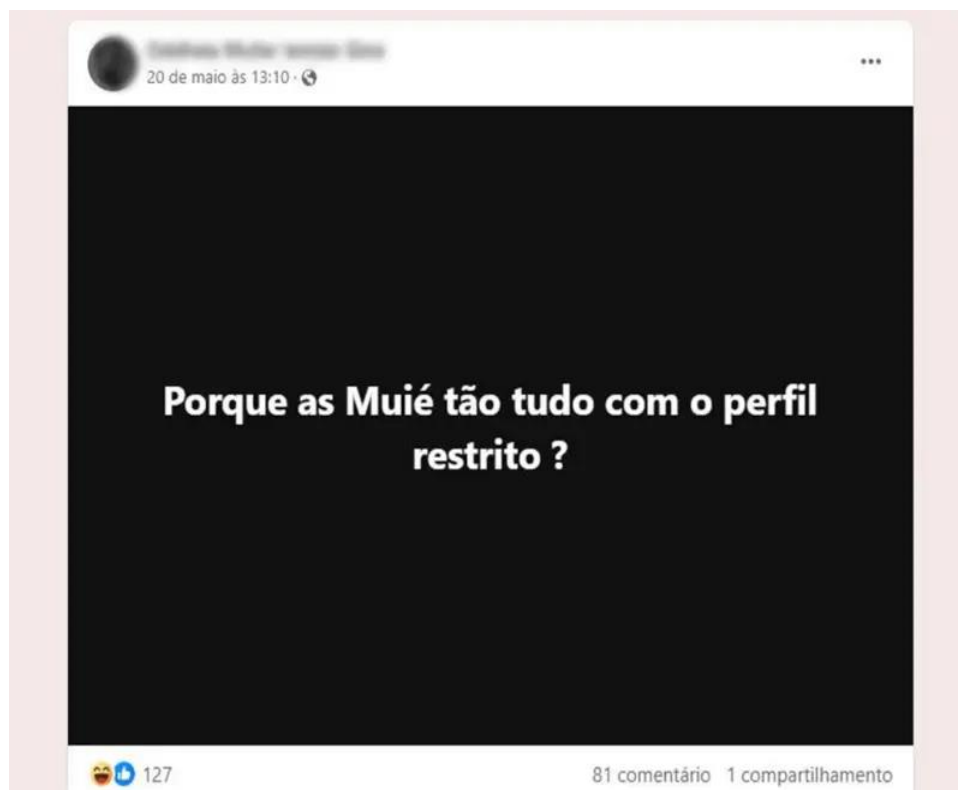 20 de maio às 13:10 ·
Porque as Muié tão tudo com o perfil
restrito ?
127
81 comentário 1 compartilhamento